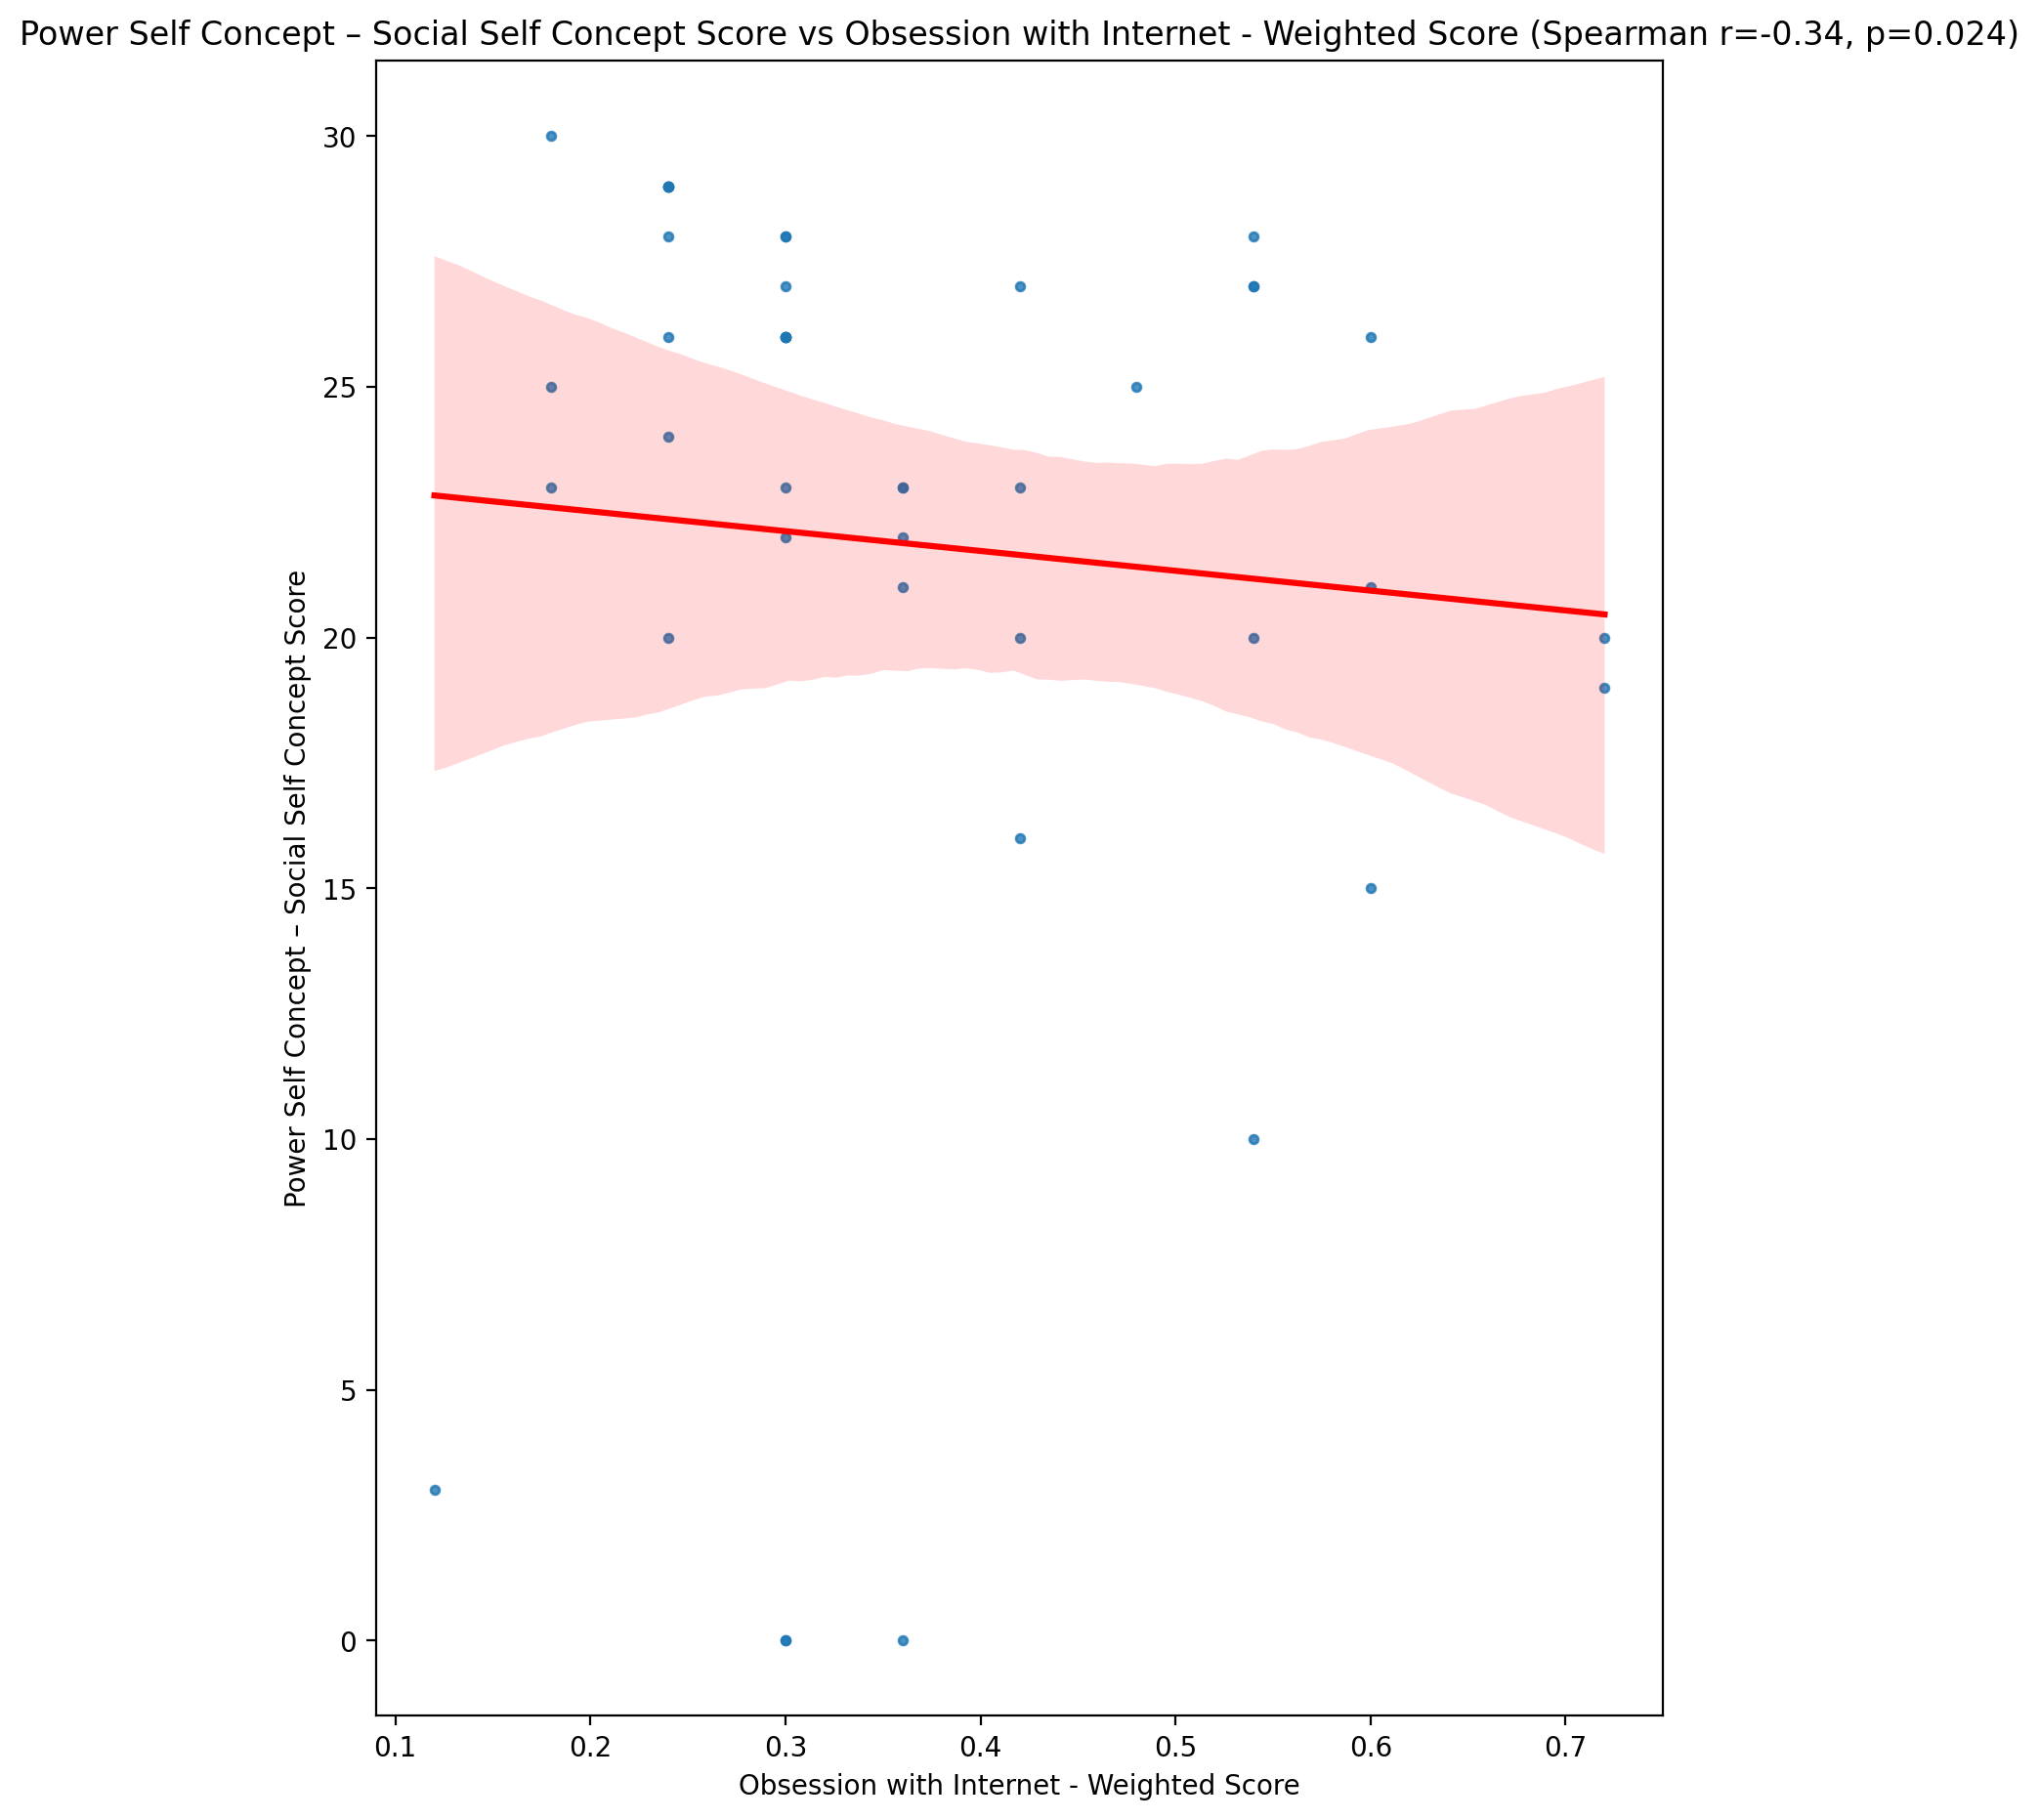 Power Self Concept – Social Self Concept Score vs Obsession with Internet - Weighted Score (Spearman r=-0.34, p=0.024)
Power Self Concept – Social Self Concept Score
30
25
20
15
10
5
0
0.1 0.2 0.3 0.4 0.5 0.6 0.7
Obsession with Internet - Weighted Score